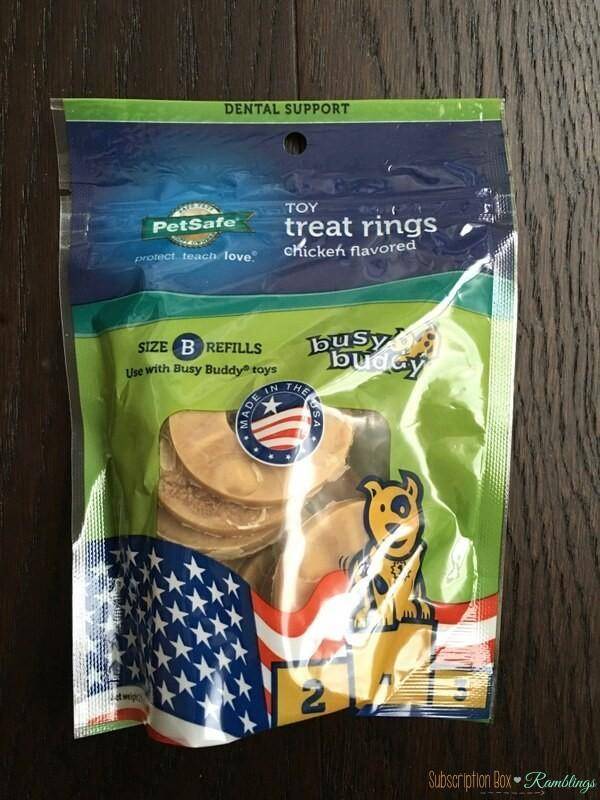 DENTAL SUPPORT
PetSafe®
protect. teach. love.®
TOY
treat rings
chicken flavored
SIZE B REFILLS
Use with Busy Buddy® toys
busy
buddy
MADE IN THE USA
2
1
3
Subscription Box ♥ Ramblings